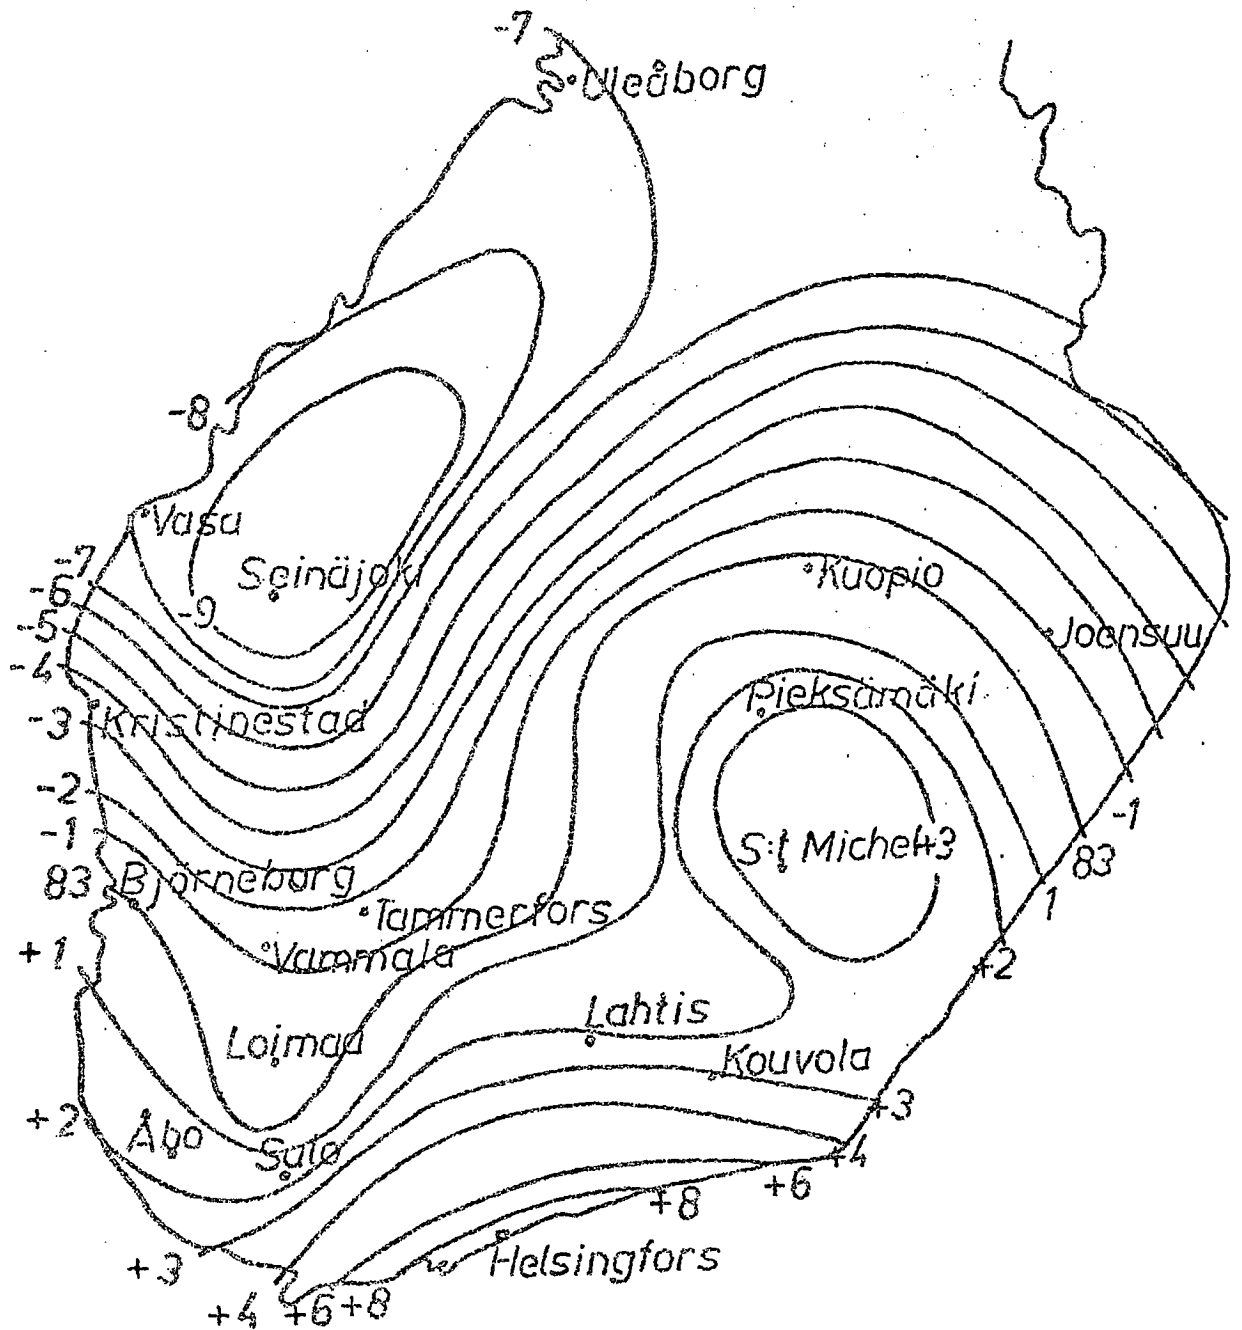 -7
Uleåborg
-8
Vasa
-7
-6
Seinäjoki
Kuopio
-9
-5
Joensuu
-4
Pieksämäki
-3
Kristinestad
-2
-1
-1
S:t Michel
+3
83
83
Björneborg
1
Tammerfors
+1
Vammala
+2
Lahtis
Loimaa
Kouvola
+3
+2
Åbo
Salo
+4
+6
+8
Helsingfors
+3
+4
+6
+8